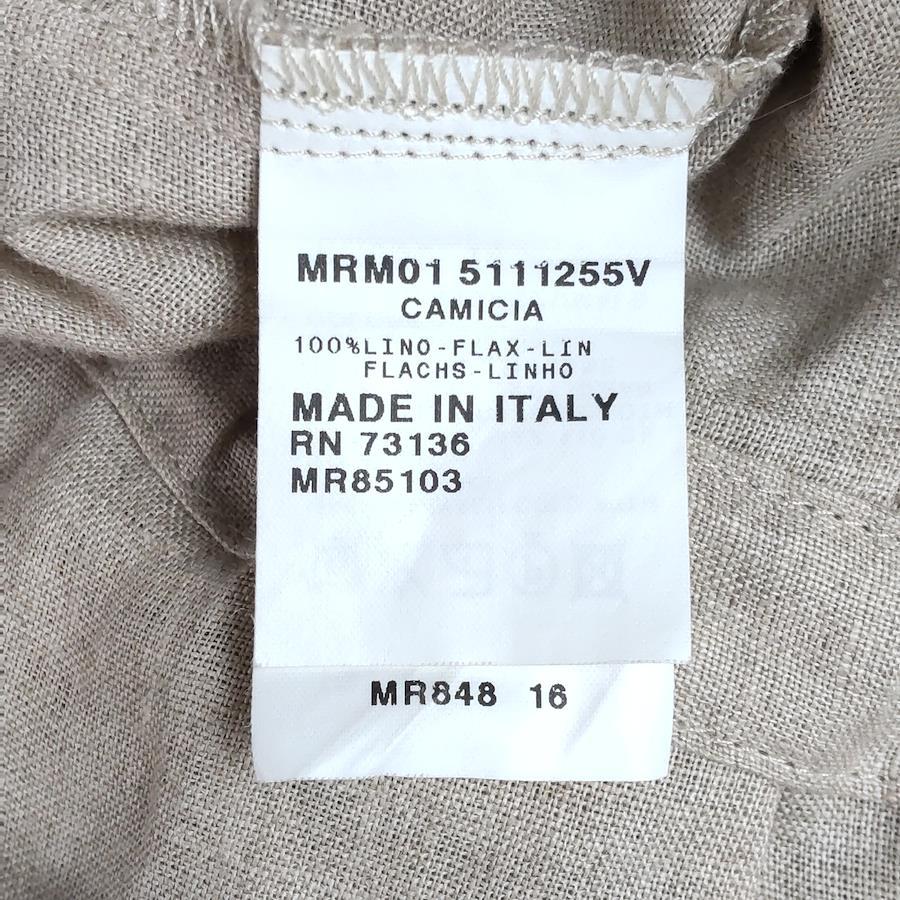 MRM01 5111255V
CAMICIA
100%LINO-FLAX-LIN
FLACHS-LINHO
MADE IN ITALY
RN 73136
MR85103
MR848 16